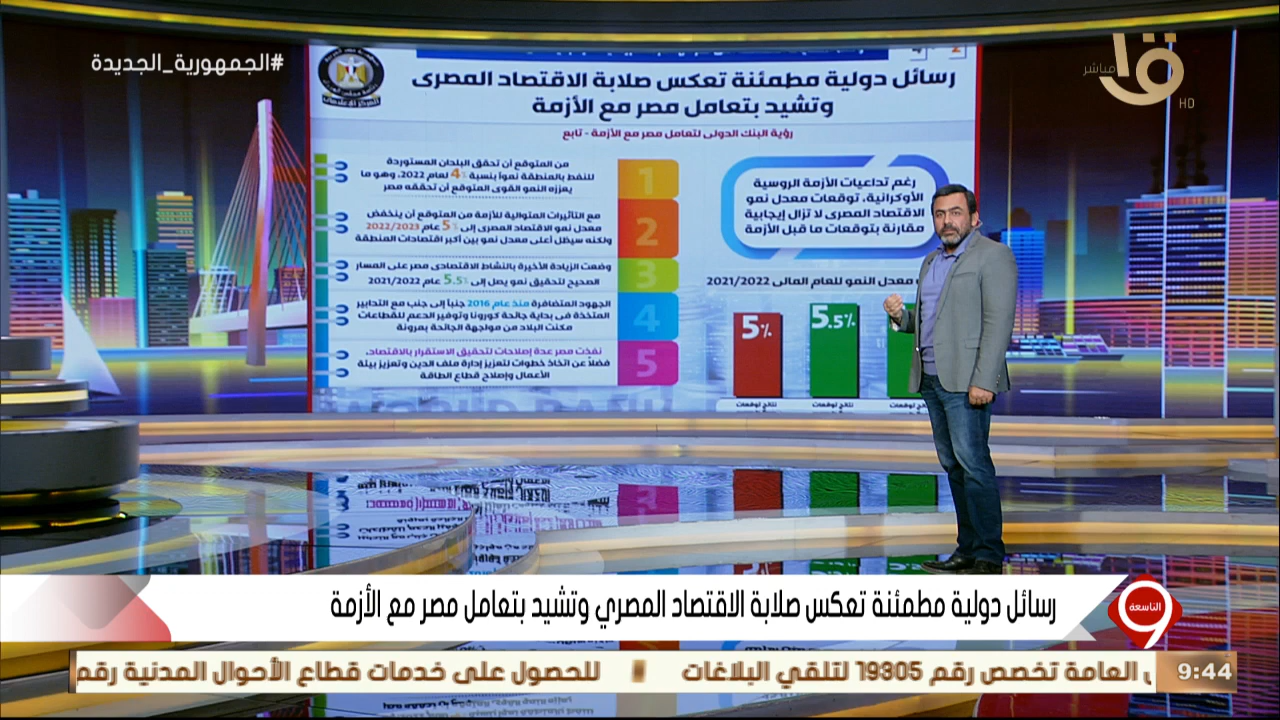 #الجمهورية_الجديدة
مباشر
HD
رسائل دولية مطمئنة تعكس صلابة الاقتصاد المصرى
وتشيد بتعامل مصر مع الأزمة
رؤية البنك الدولى لتعامل مصر مع الأزمة - تابع
رغم تداعيات الأزمة الروسية
الأوكرانية، توقعات معدل نمو
الاقتصاد المصرى لا تزال إيجابية
مقارنة بتوقعات ما قبل الأزمة
معدل النمو للعام المالى 2021/2022
5%
5.5%
نتائج توقعات
نتائج توقعات
نتائج توقعات
1
من المتوقع أن تحقق البلدان المستوردة
للنفط بالمنطقة نمواً بنسبة 4% لعام 2022، وهو ما
يعززه النمو القوى المتوقع أن تحققه مصر
2
مع التأثيرات المتوالية للأزمة من المتوقع أن ينخفض
معدل نمو الاقتصاد المصرى إلى 5% عام 2022/2023
ولكنه سيظل أعلى معدل نمو بين أكبر اقتصادات المنطقة
3
وضعت الزيادة الأخيرة بالنشاط الاقتصادى مصر على المسار
الصحيح لتحقيق نمو يصل إلى 5.5% عام 2021/2022
4
الجهود المتضافرة منذ عام 2016 جنباً إلى جنب مع التدابير
المتخذة فى بداية جائحة كورونا وتوفير الدعم للقطاعات
مكنت البلاد من مواجهة الجائحة بمرونة
5
نفذت مصر عدة إصلاحات لتحقيق الاستقرار بالاقتصاد،
فضلاً عن اتخاذ خطوات لتعزيز إدارة ملف الدين وتعزيز بيئة
الأعمال وإصلاح قطاع الطاقة
التاسعة
9
رسائل دولية مطمئنة تعكس صلابة الاقتصاد المصري وتشيد بتعامل مصر مع الأزمة
9:44
العامة تخصص رقم 19805 لتلقي البلاغات
للحصول على خدمات قطاع الأحوال المدنية رقم